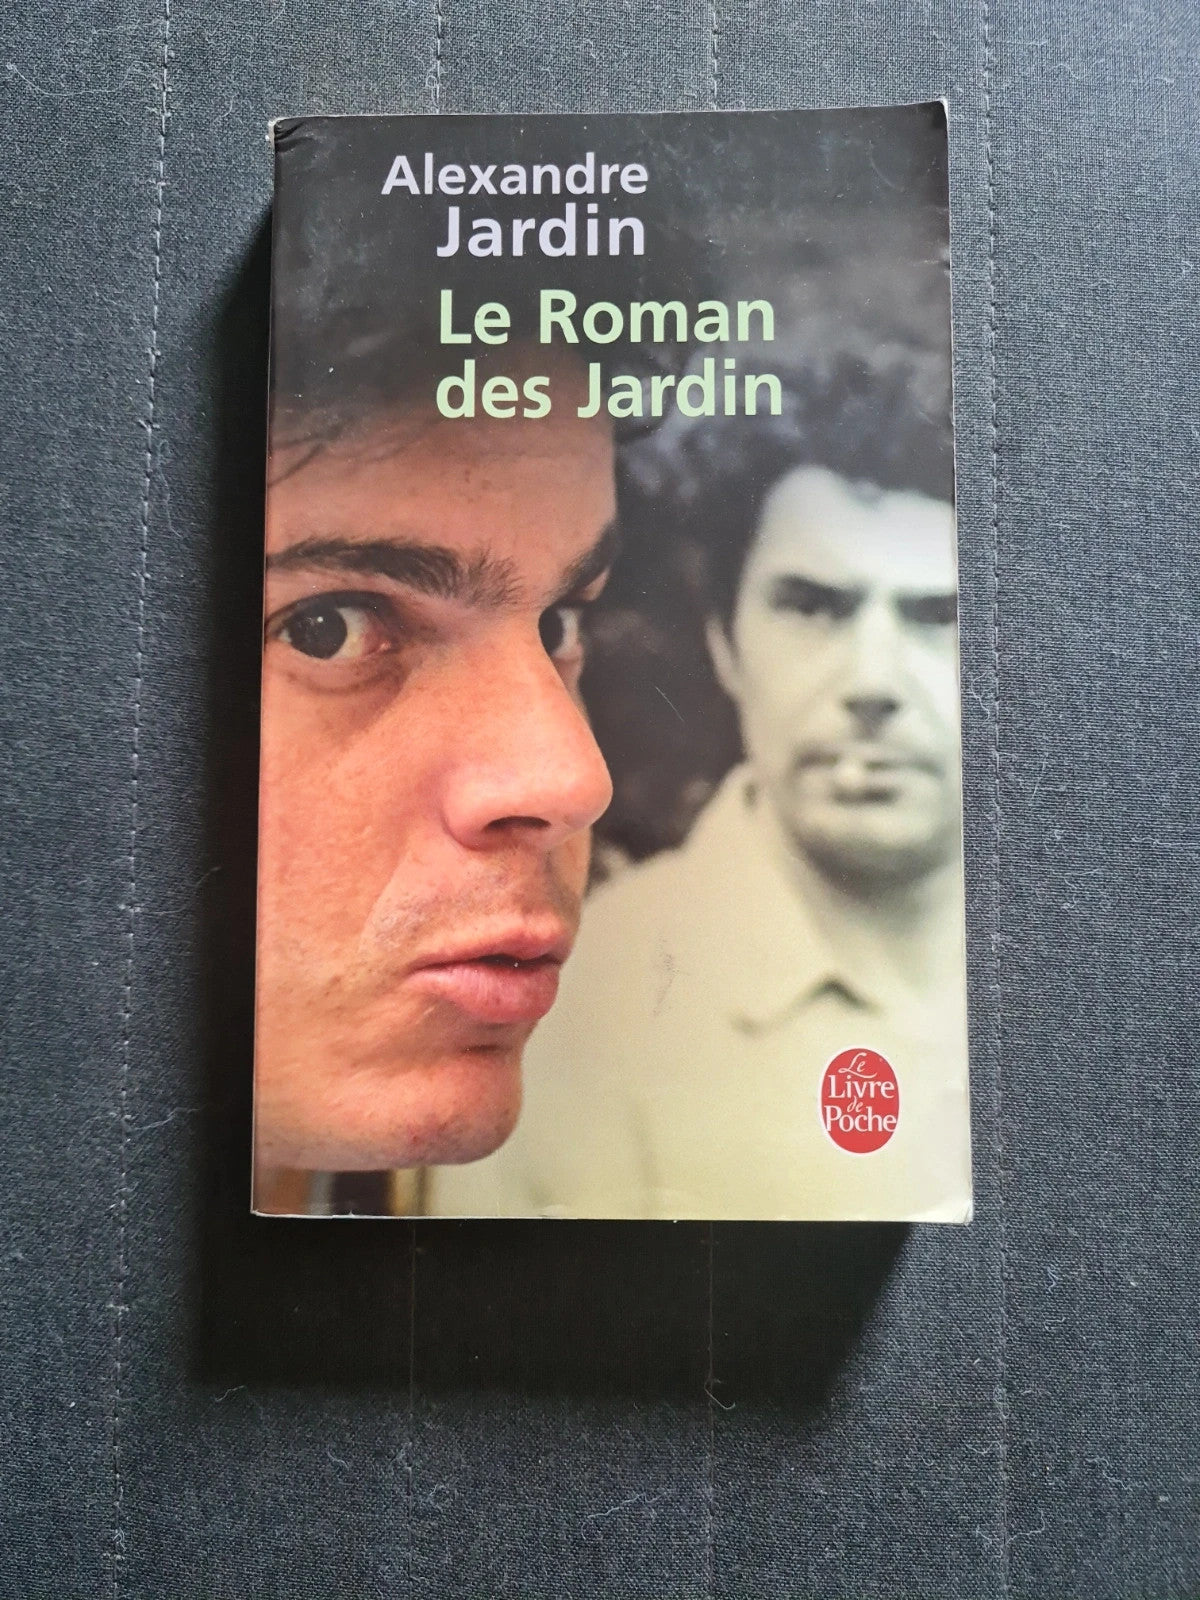 Alexandre
Jardin
Le Roman
des Jardin
Le
Livre
de
Poche